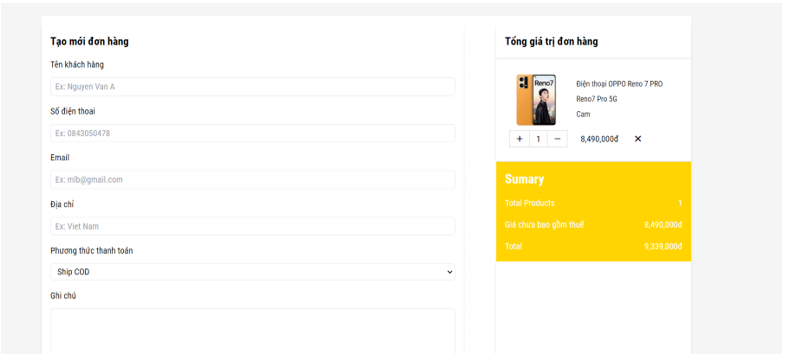 Tạo mới đơn hàng
Tên khách hàng
Ex: Nguyen Van A
Số điện thoai
Ex: 0843050478
Email
Ex: mlb@gmail.com
Địa chỉ
Ex: Viet Nam
Phương thức thanh toán
Ship COD
Ghi chú
Tổng giá trị đơn hàng
Reno7
Điện thoại OPPO Reno 7 PRO
Reno7 Pro 5G
Cam
+ 1 − 8,490,000đ ✕
Sumary
Total Products 1
Giá chưa bao gồm thuế 8,490,000đ
Total 9,339,000đ